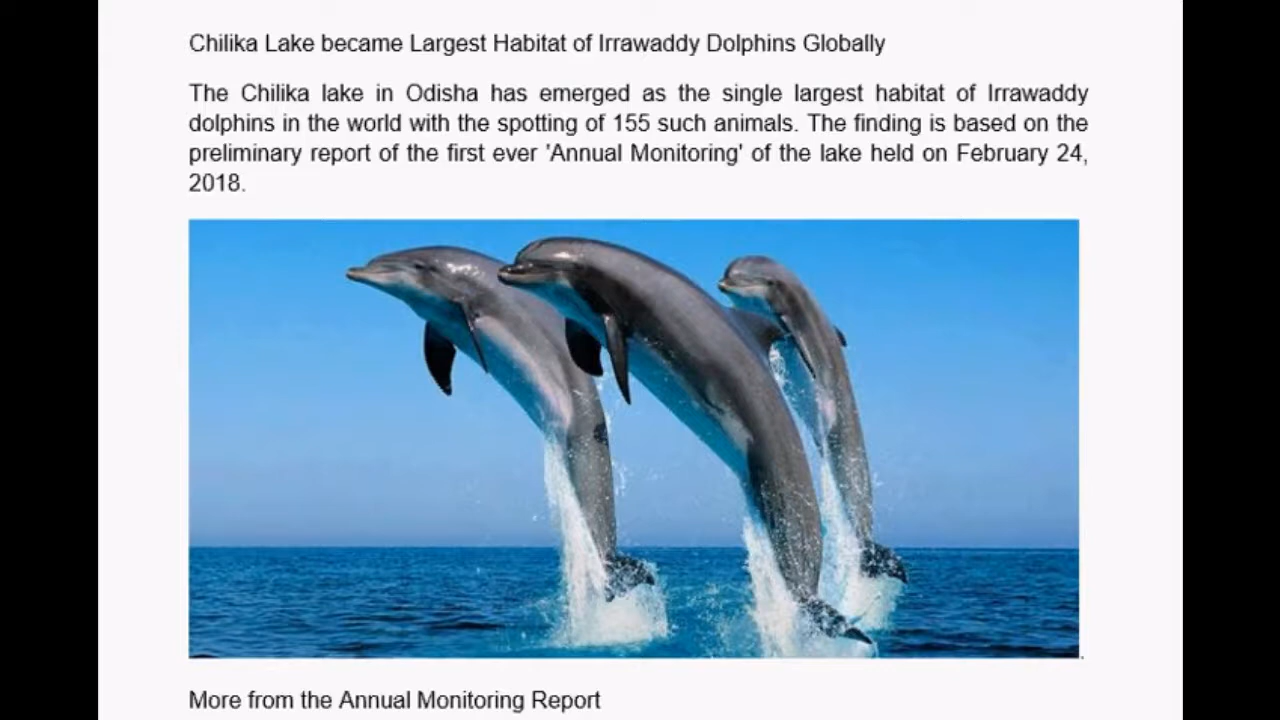 Chilika Lake became Largest Habitat of Irrawaddy Dolphins Globally
The Chilika lake in Odisha has emerged as the single largest habitat of Irrawaddy
dolphins in the world with the spotting of 155 such animals. The finding is based on the
preliminary report of the first ever 'Annual Monitoring' of the lake held on February 24,
2018.
.
More from the Annual Monitoring Report